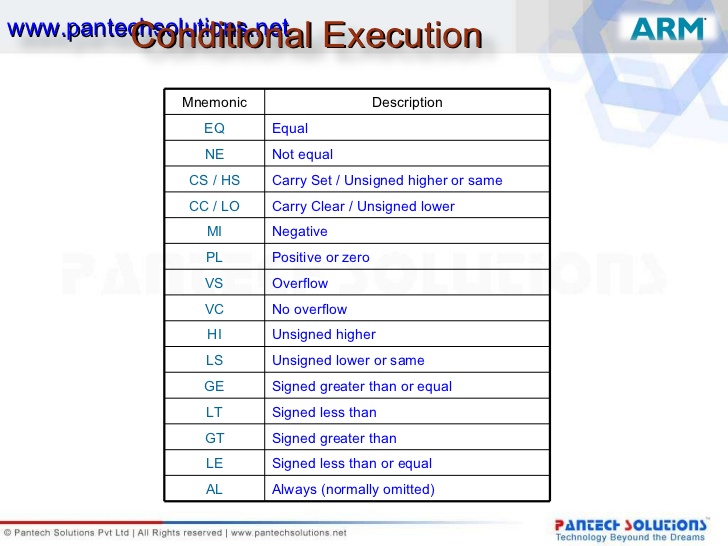 www.pantechsolutions.net
Conditional Execution
ARM
Mnemonic Description
EQ Equal
NE Not equal
CS / HS Carry Set / Unsigned higher or same
CC / LO Carry Clear / Unsigned lower
MI Negative
PL Positive or zero
VS Overflow
VC No overflow
HI Unsigned higher
LS Unsigned lower or same
GE Signed greater than or equal
LT Signed less than
GT Signed greater than
LE Signed less than or equal
AL Always (normally omitted)
PANTECH SOLUTIONS
© Pantech Solutions Pvt Ltd | All Rights reserved | www.pantechsolutions.net
PANTECH SOLUTIONS
Technology Beyound the Dreams